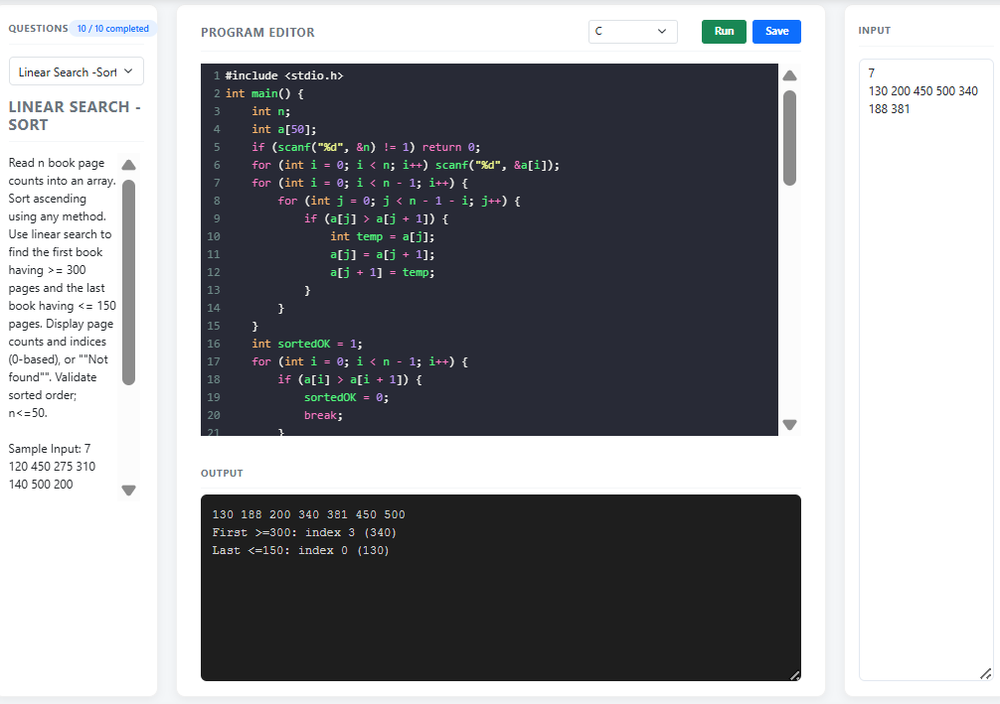 QUESTIONS 10 / 10 completed
Linear Search -Sort
LINEAR SEARCH -
SORT
Read n book page
counts into an array.
Sort ascending
using any method.
Use linear search to
find the first book
having >= 300
pages and the last
book having <= 150
pages. Display page
counts and indices
(0-based), or ""Not
found"". Validate
sorted order;
n<=50.
Sample Input: 7
120 450 275 310
140 500 200
PROGRAM EDITOR
C
Run
Save
1 #include <stdio.h>
2 int main() {
3     int n;
4     int a[50];
5     if (scanf("%d", &n) != 1) return 0;
6     for (int i = 0; i < n; i++) scanf("%d", &a[i]);
7     for (int i = 0; i < n - 1; i++) {
8         for (int j = 0; j < n - 1 - i; j++) {
9             if (a[j] > a[j + 1]) {
10                 int temp = a[j];
11                 a[j] = a[j + 1];
12                 a[j + 1] = temp;
13             }
14         }
15     }
16     int sortedOK = 1;
17     for (int i = 0; i < n - 1; i++) {
18         if (a[i] > a[i + 1]) {
19             sortedOK = 0;
20             break;
21         }
OUTPUT
130 188 200 340 381 450 500
First >=300: index 3 (340)
Last <=150: index 0 (130)
INPUT
7
130 200 450 500 340
188 381